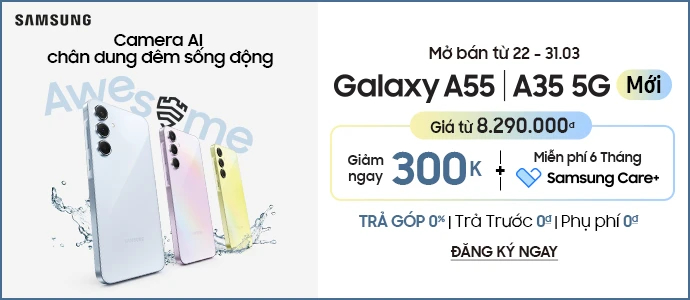 SAMSUNG
Camera AI
chân dung đêm sống động
Awesome
Mở bán từ 22 - 31.03
Galaxy A55 | A35 5G Mới
Giá từ 8.290.000đ
Giảm ngay 300K + Miễn phí 6 Tháng Samsung Care+
TRẢ GÓP 0% | Trả Trước 0đ | Phụ phí 0đ
ĐĂNG KÝ NGAY